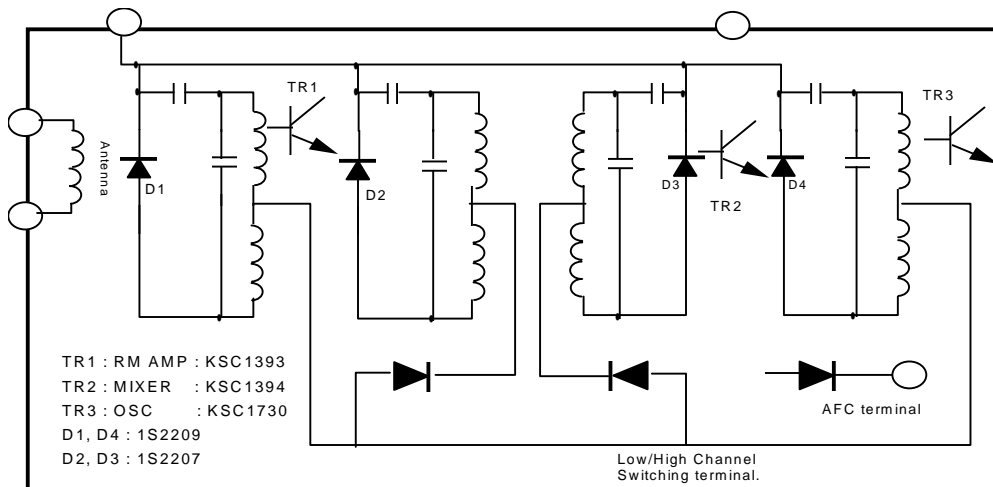 TR1
TR3
Antenna
D1
D2
D3
D4
TR2
TR1 : RM AMP : KSC1393
TR2 : MIXER : KSC1394
TR3 : OSC : KSC1730
D1, D4 : 1S2209
D2, D3 : 1S2207
AFC terminal
Low/High Channel
Switching terminal.